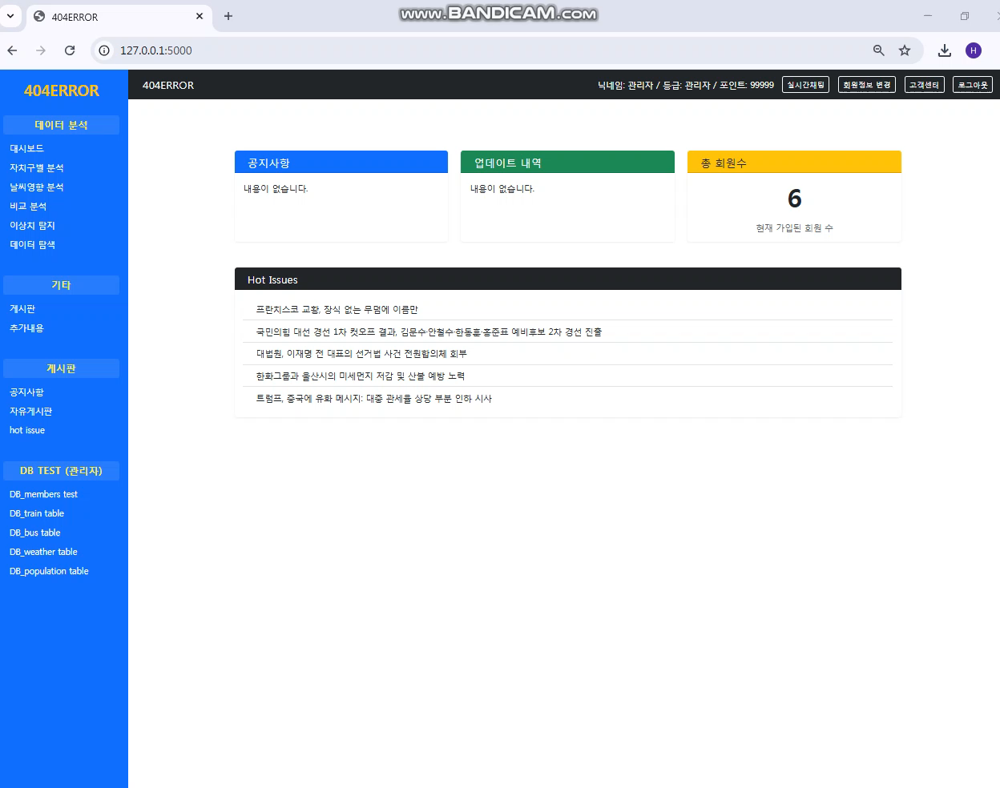 404ERROR
www.BANDICAM.com
127.0.0.1:5000
H
404ERROR
404ERROR
닉네임: 관리자 / 등급: 관리자 / 포인트: 99999
실시간채팅
회원정보 변경
고객센터
로그아웃
데이터 분석
대시보드
자치구별 분석
날씨영향 분석
비교 분석
이상치 탐지
데이터 탐색
기타
게시판
추가내용
게시판
공지사항
자유게시판
hot issue
DB TEST (관리자)
DB_members test
DB_train table
DB_bus table
DB_weather table
DB_population table
공지사항
내용이 없습니다.
업데이트 내역
내용이 없습니다.
총 회원수
6
현재 가입된 회원 수
Hot Issues
프란치스코 교황, 장식 없는 무덤에 이름만
국민의힘 대선 경선 1차 컷오프 결과, 김문수·안철수·한동훈·홍준표 예비후보 2차 경선 진출
대법원, 이재명 전 대표의 선거법 사건 전원합의체 회부
한화그룹과 울산시의 미세먼지 저감 및 산불 예방 노력
트럼프, 중국에 유화 메시지: 대중 관세율 상당 부분 인하 시사